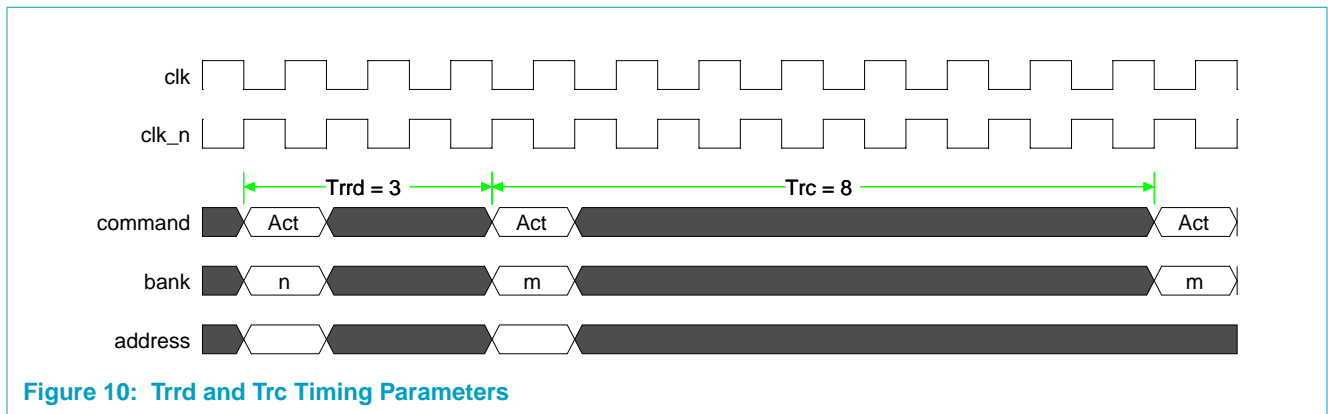 clk
clk_n
Trrd = 3 Trc = 8
command Act Act Act
bank n m m
address
Figure 10: Trrd and Trc Timing Parameters